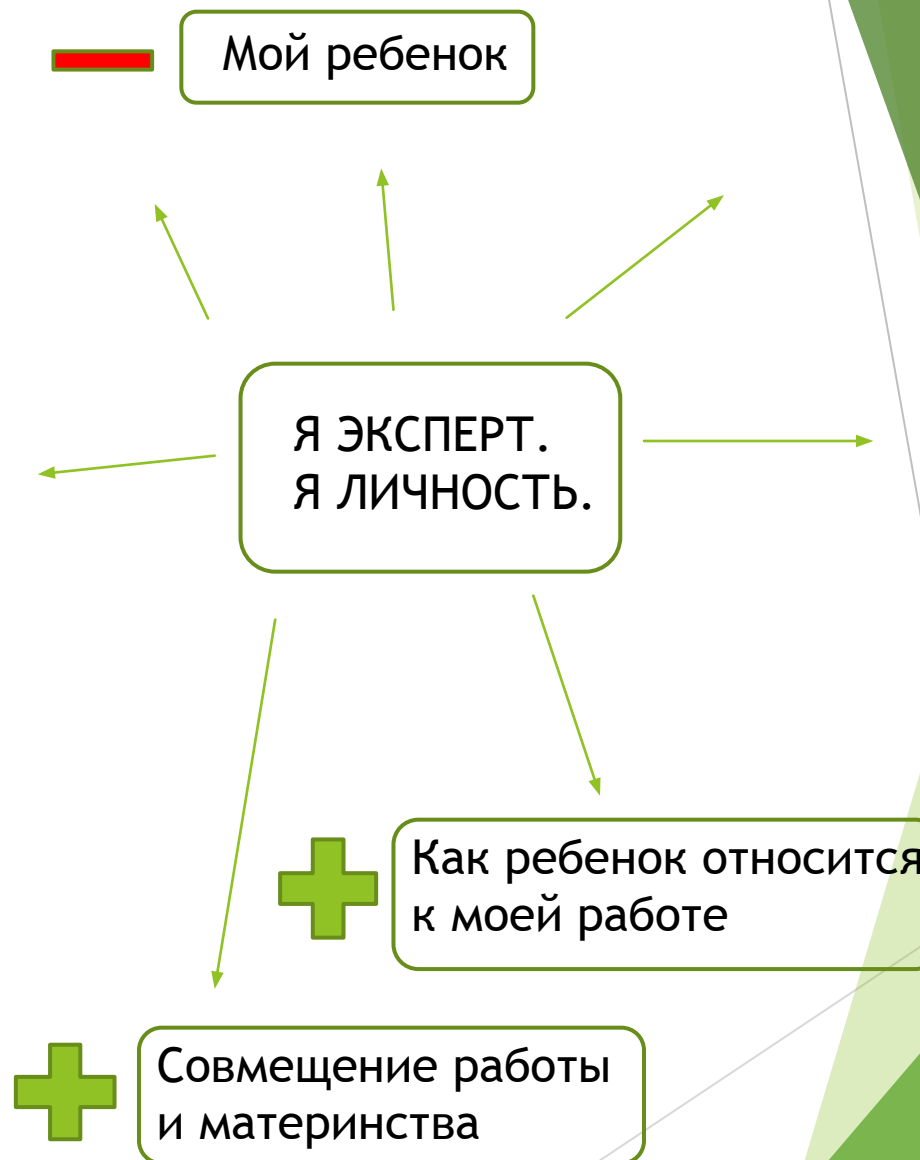 Мой ребенок
Я ЭКСПЕРТ.
Я ЛИЧНОСТЬ.
Как ребенок относится
к моей работе
Совмещение работы
и материнства